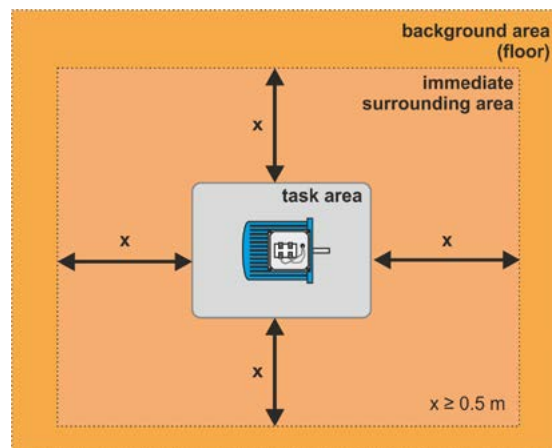 background area
(floor)
immediate
surrounding area
x
task area
x
x
x
x ≥ 0.5 m